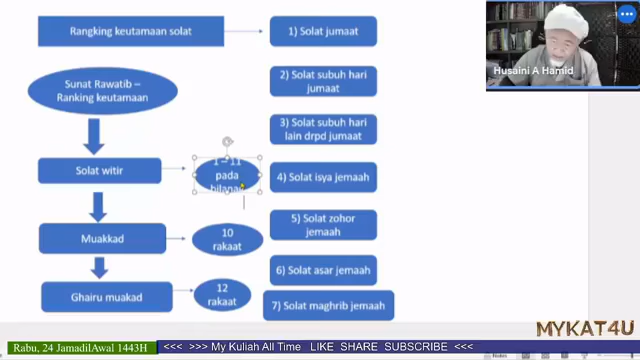 Rangking keutamaan solat
1) Solat jumaat
Sunat Rawatib –
Ranking keutamaan
2) Solat subuh hari
jumaat
3) Solat subuh hari
lain drpd jumaat
Solat witir
1 – 11
pada
bilangan
4) Solat isya jemaah
Muakkad
10
rakaat
5) Solat zohor
jemaah
Ghairu muakad
12
rakaat
6) Solat asar jemaah
7) Solat maghrib jemaah
Husaini A Hamid
MYKAT4U
Rabu, 24 JamadilAwal 1443H
<<< >>> My Kuliah All Time LIKE SHARE SUBSCRIBE <<<
Notes